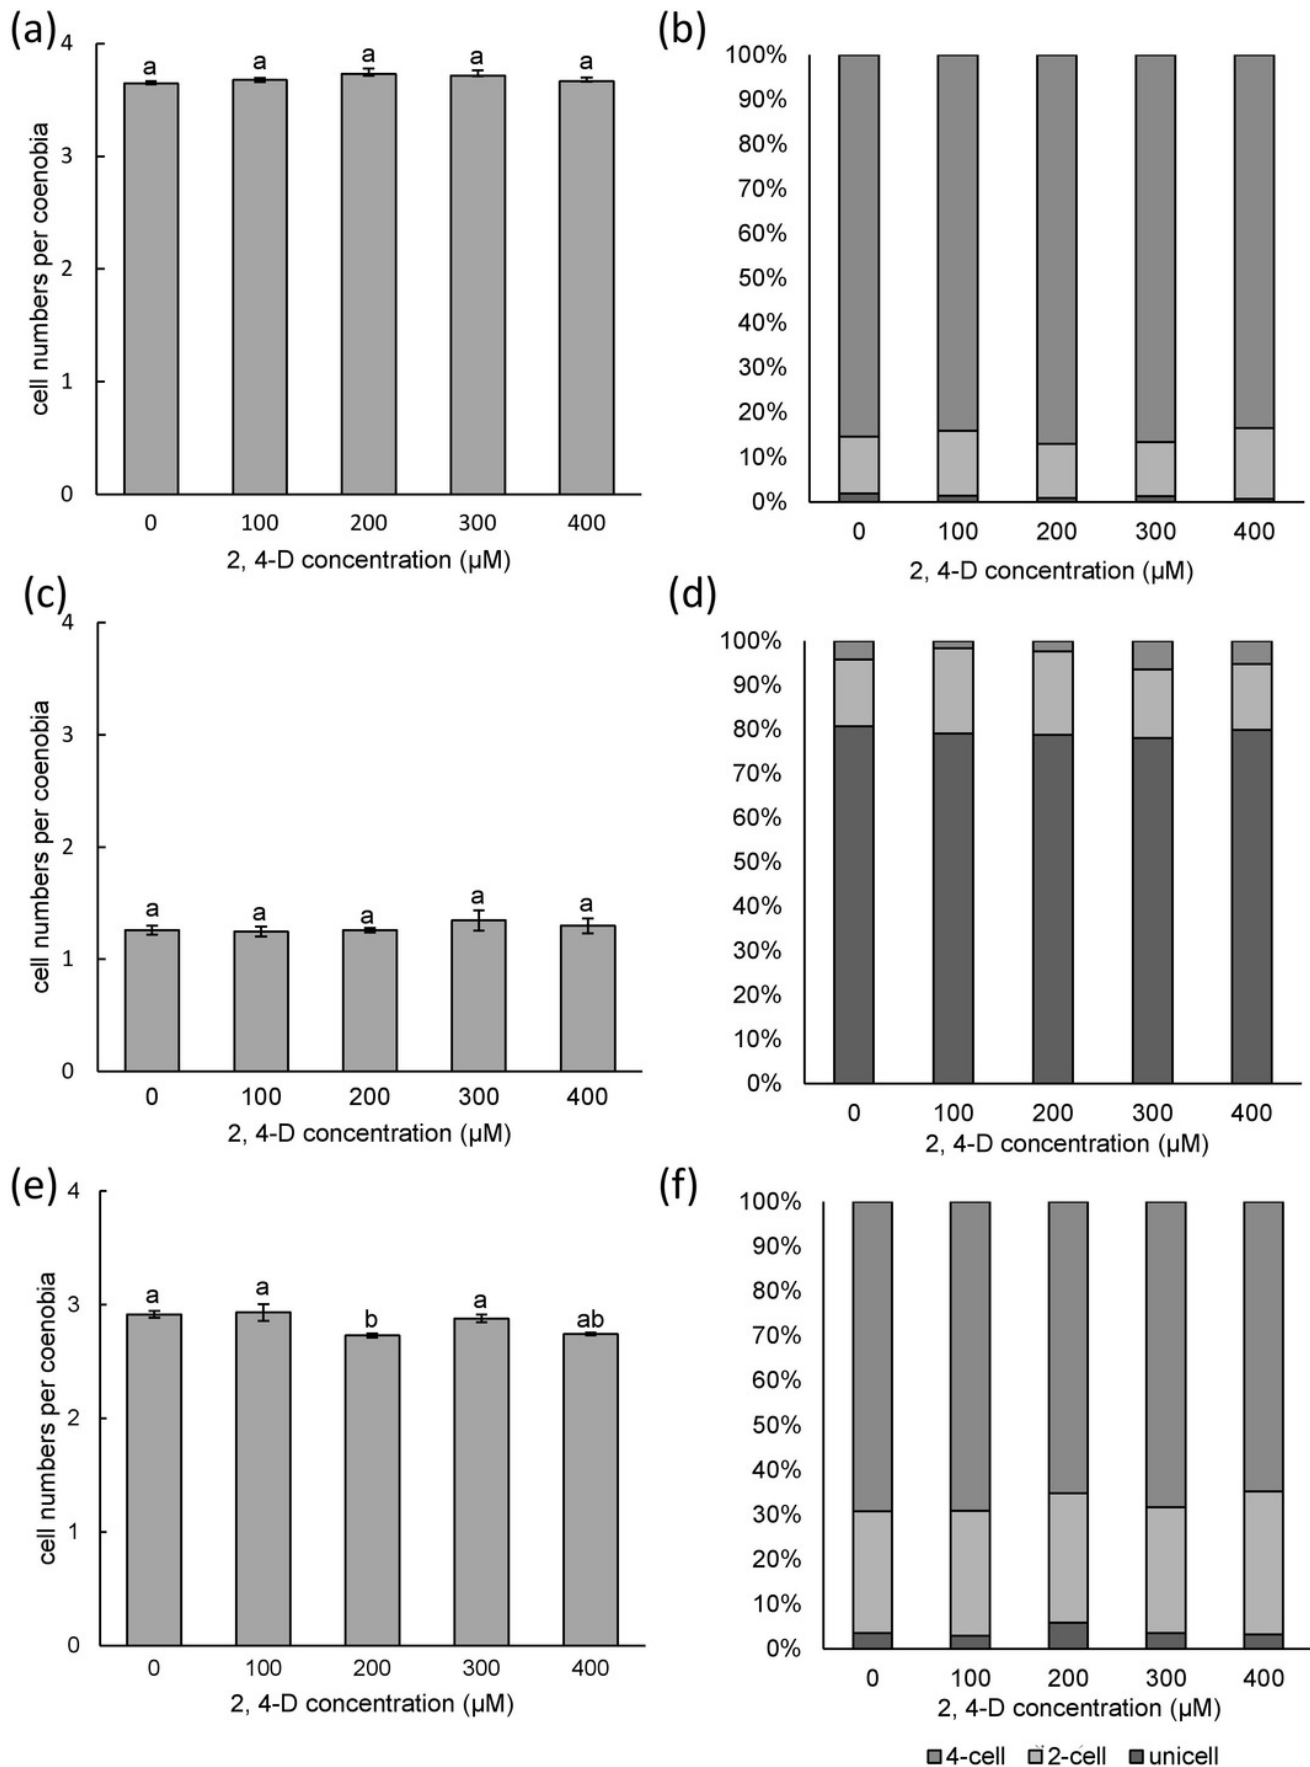 (a)
4
3
2
1
0
cell numbers per coenobia
a a a a a
0 100 200 300 400
2, 4-D concentration (µM)
(b)
100%
90%
80%
70%
60%
50%
40%
30%
20%
10%
0%
0 100 200 300 400
2, 4-D concentration (µM)
(c)
4
3
2
1
0
cell numbers per coenobia
a a a a a
0 100 200 300 400
2, 4-D concentration (µM)
(d)
100%
90%
80%
70%
60%
50%
40%
30%
20%
10%
0%
0 100 200 300 400
2, 4-D concentration (µM)
(e)
4
3
2
1
0
cell numbers per coenobia
a a b a ab
0 100 200 300 400
2, 4-D concentration (µM)
(f)
100%
90%
80%
70%
60%
50%
40%
30%
20%
10%
0%
0 100 200 300 400
2, 4-D concentration (µM)
4-cell 2-cell unicell